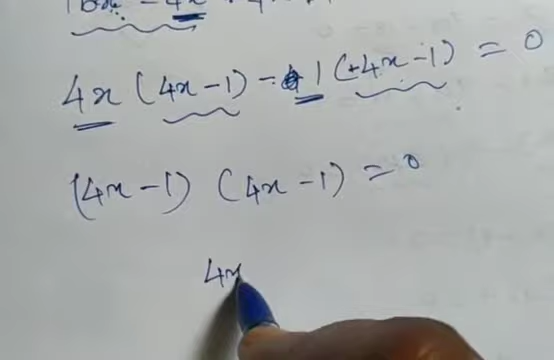 4x (4x-1) - 1 (+4x-1) = 0
(4x-1) (4x-1) = 0
4x